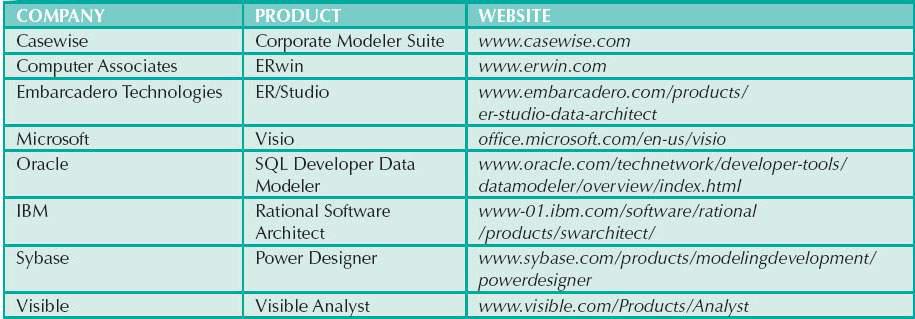 COMPANY PRODUCT WEBSITE
Casewise Corporate Modeler Suite www.casewise.com
Computer Associates ERwin www.erwin.com
Embarcadero Technologies ER/Studio www.embarcadero.com/products/
er-studio-data-architect
Microsoft Visio office.microsoft.com/en-us/visio
Oracle SQL Developer Data www.oracle.com/technetwork/developer-tools/
Modeler datamodeler/overview/index.html
IBM Rational Software www-01.ibm.com/software/rational
Architect /products/swarchitect/
Sybase Power Designer www.sybase.com/products/modelingdevelopment/
powerdesigner
Visible Visible Analyst www.visible.com/Products/Analyst